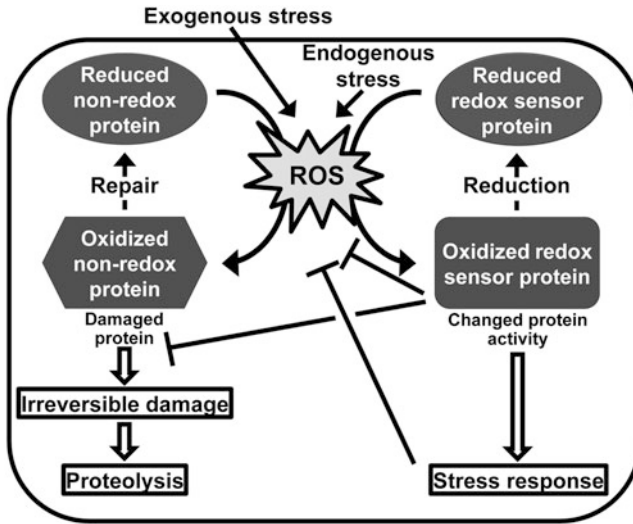 Exogenous stress
Endogenous
stress
Reduced
non-redox
protein
Reduced
redox sensor
protein
ROS
Repair
Reduction
Oxidized
non-redox
protein
Oxidized redox
sensor protein
Damaged
protein
Changed protein
activity
Irreversible damage
Proteolysis
Stress response